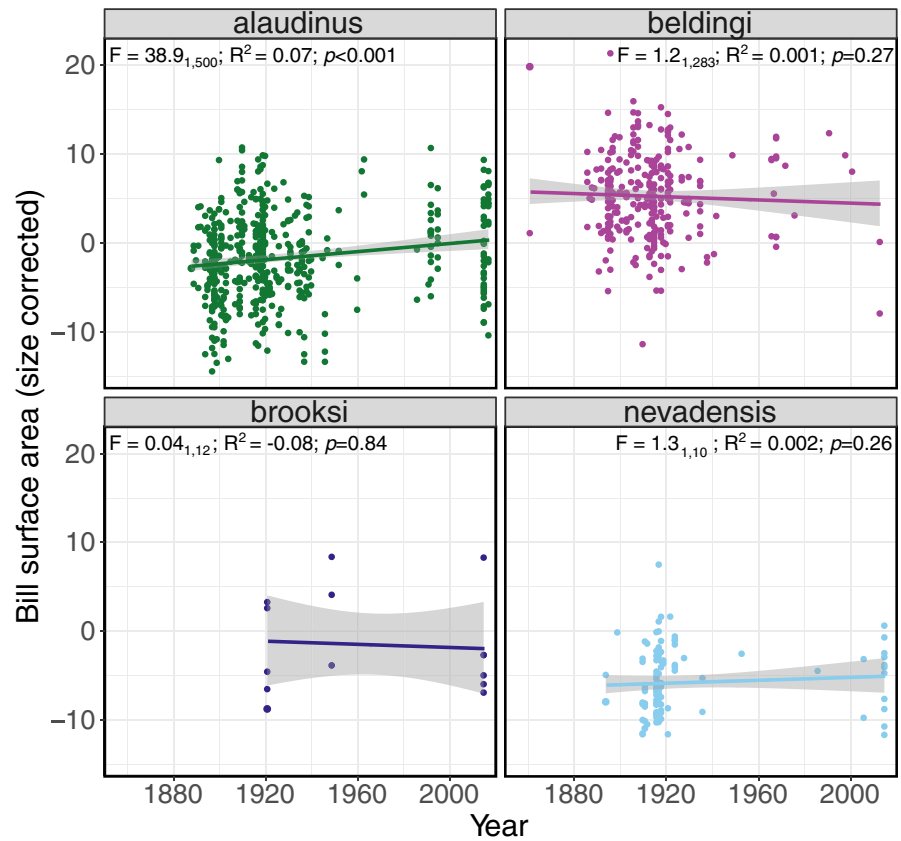 alaudinus
F = 38.9₁,₅₀₀; R² = 0.07; p<0.001
beldingi
F = 1.2₁,₂₈₃; R² = 0.001; p=0.27
20
10
0
−10
brooksi
F = 0.04₁,₁₂; R² = -0.08; p=0.84
nevadensis
F = 1.3₁,₁₀ ; R² = 0.002; p=0.26
20
10
0
−10
1880 1920 1960 2000
1880 1920 1960 2000
Year
Bill surface area (size corrected)